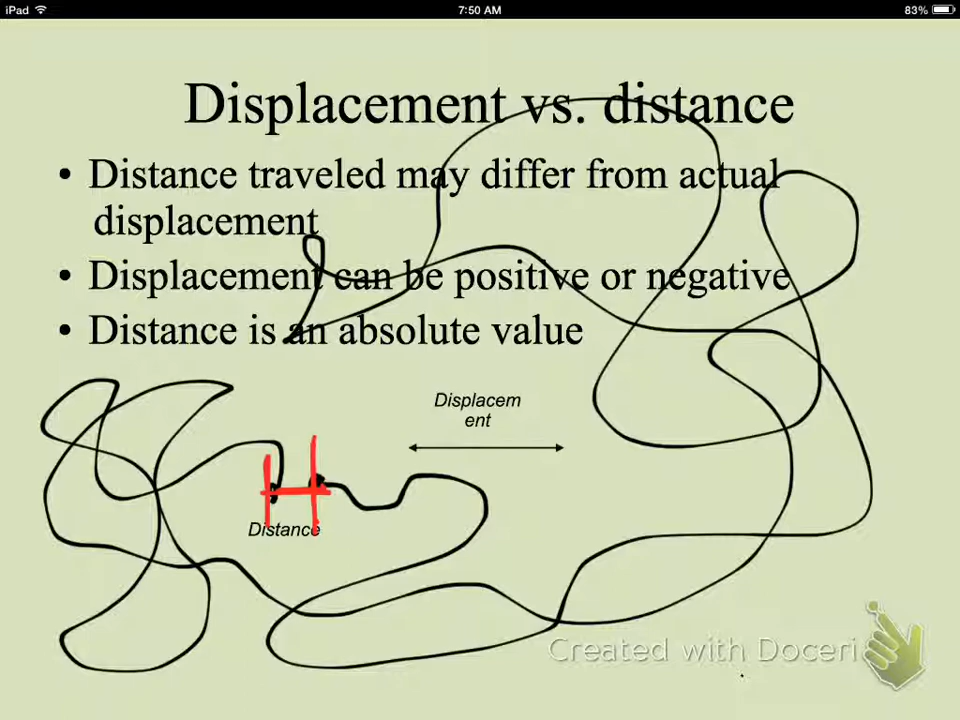 iPad 7:50 AM 83%
Displacement vs. distance
• Distance traveled may differ from actual
displacement
• Displacement can be positive or negative
• Distance is an absolute value
Displacem
ent
Distance
Created with Doceri